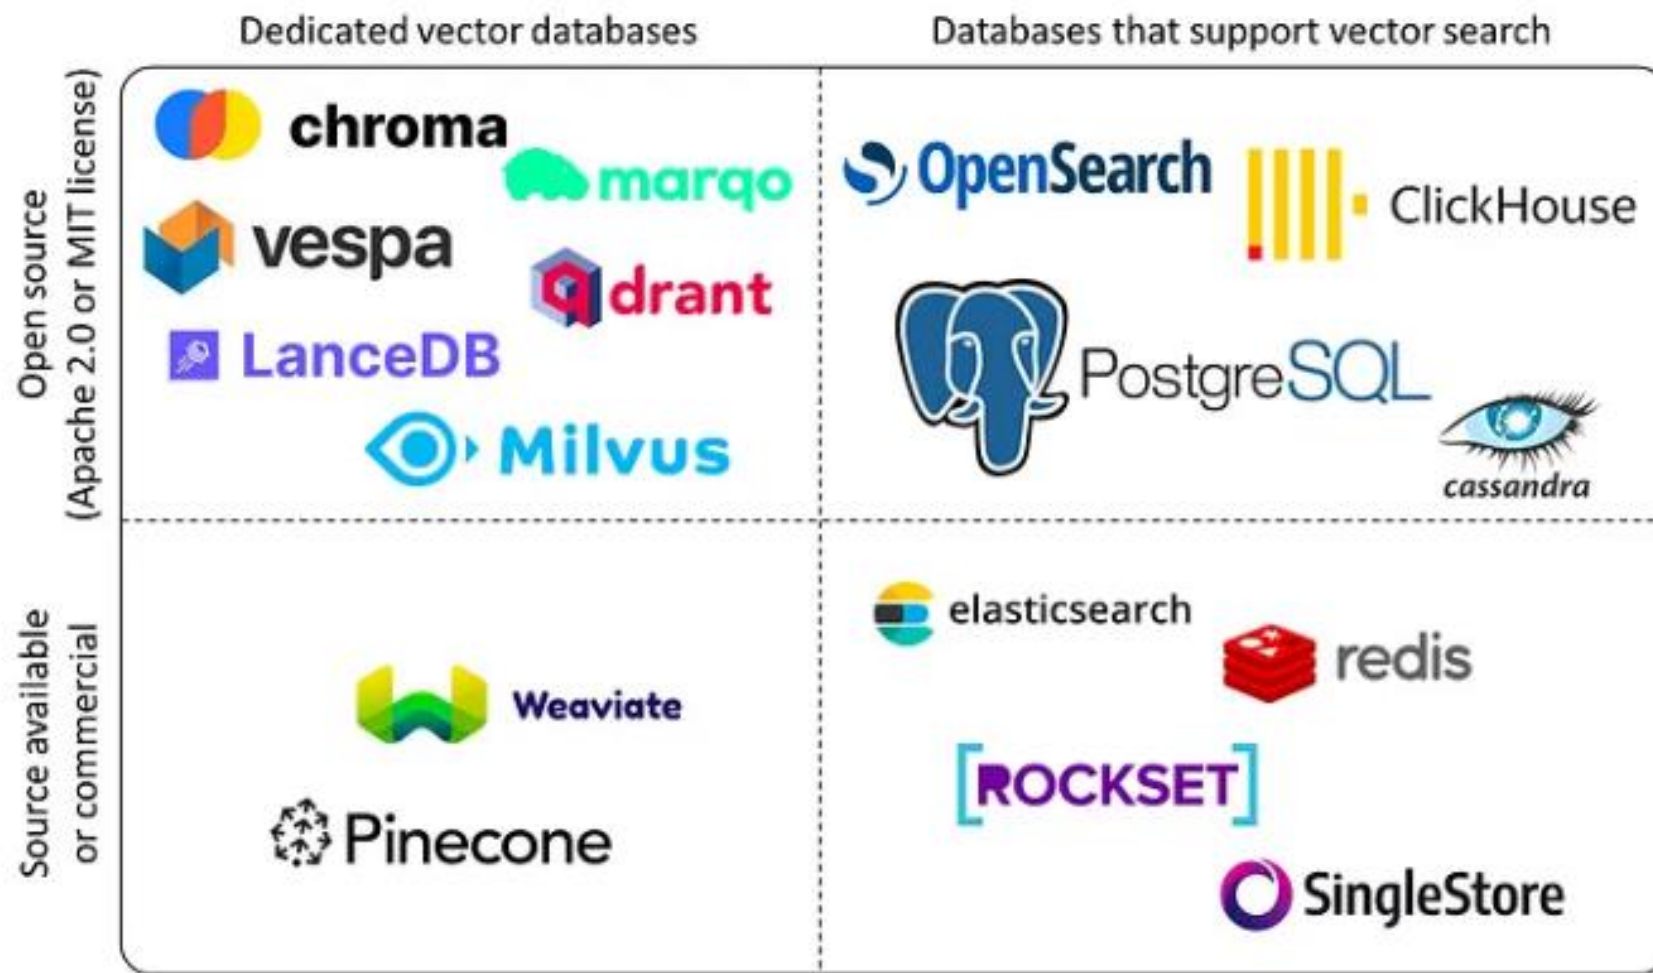 Dedicated vector databases
Databases that support vector search
Open source
(Apache 2.0 or MIT license)
chroma
marqo
vespa
qdrant
LanceDB
Milvus
OpenSearch
ClickHouse
PostgreSQL
cassandra
Source available
or commercial
Weaviate
Pinecone
elasticsearch
redis
[ROCKSET]
SingleStore